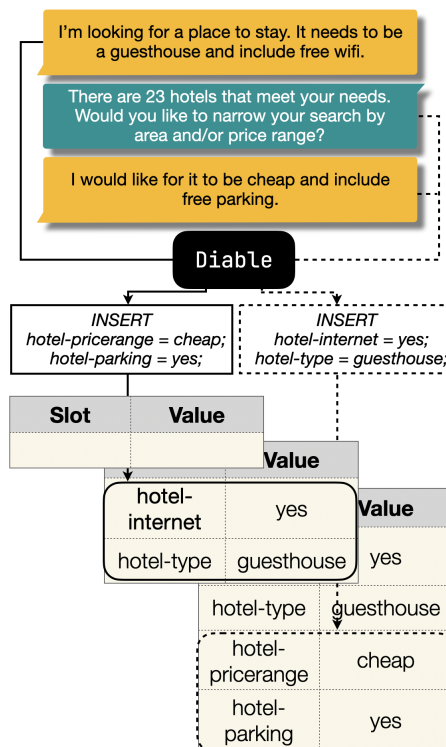 I'm looking for a place to stay. It needs to
be a guesthouse and include free wifi.
There are 23 hotels that meet your needs.
Would you like to narrow your search by
area and/or price range?
I would like for it to be cheap and include
free parking.
Diable
INSERT
hotel-pricerange = cheap;
hotel-parking = yes;
INSERT
hotel-internet = yes;
hotel-type = guesthouse;
Slot Value
Value
hotel-
internet
yes
hotel-type guesthouse
Value
yes
hotel-type guesthouse
hotel-
pricerange
cheap
hotel-
parking
yes